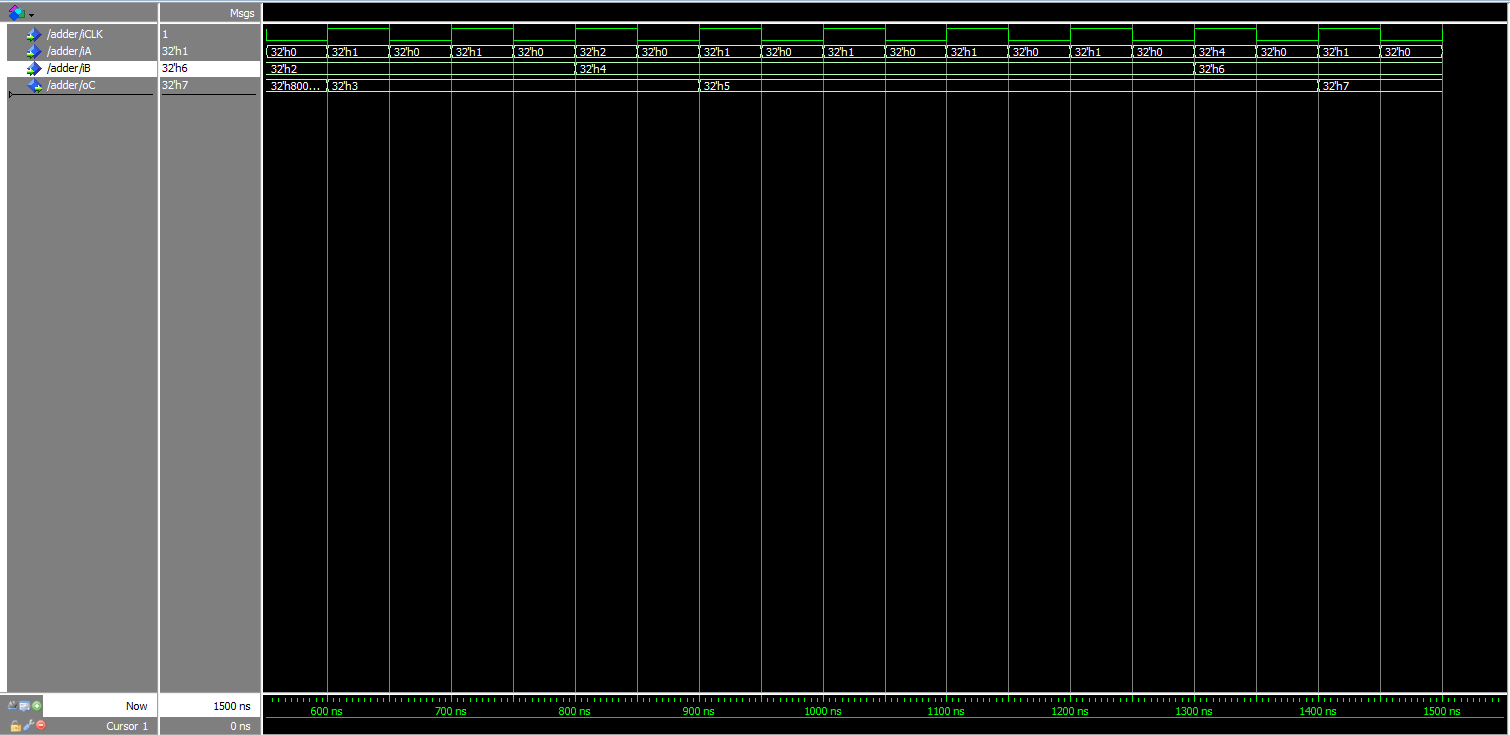 Msgs
/adder/iCLK 1
/adder/iA 32'h1 32'h0 32'h1 32'h0 32'h1 32'h0 32'h2 32'h0 32'h1 32'h0 32'h1 32'h0 32'h1 32'h0 32'h1 32'h0 32'h4 32'h0 32'h1 32'h0
/adder/iB 32'h6 32'h2 32'h4 32'h6
/adder/oC 32'h7 32'h800... 32'h3 32'h5 32'h7
Now 1500 ns 600 ns 700 ns 800 ns 900 ns 1000 ns 1100 ns 1200 ns 1300 ns 1400 ns 1500 ns
Cursor 1 0 ns